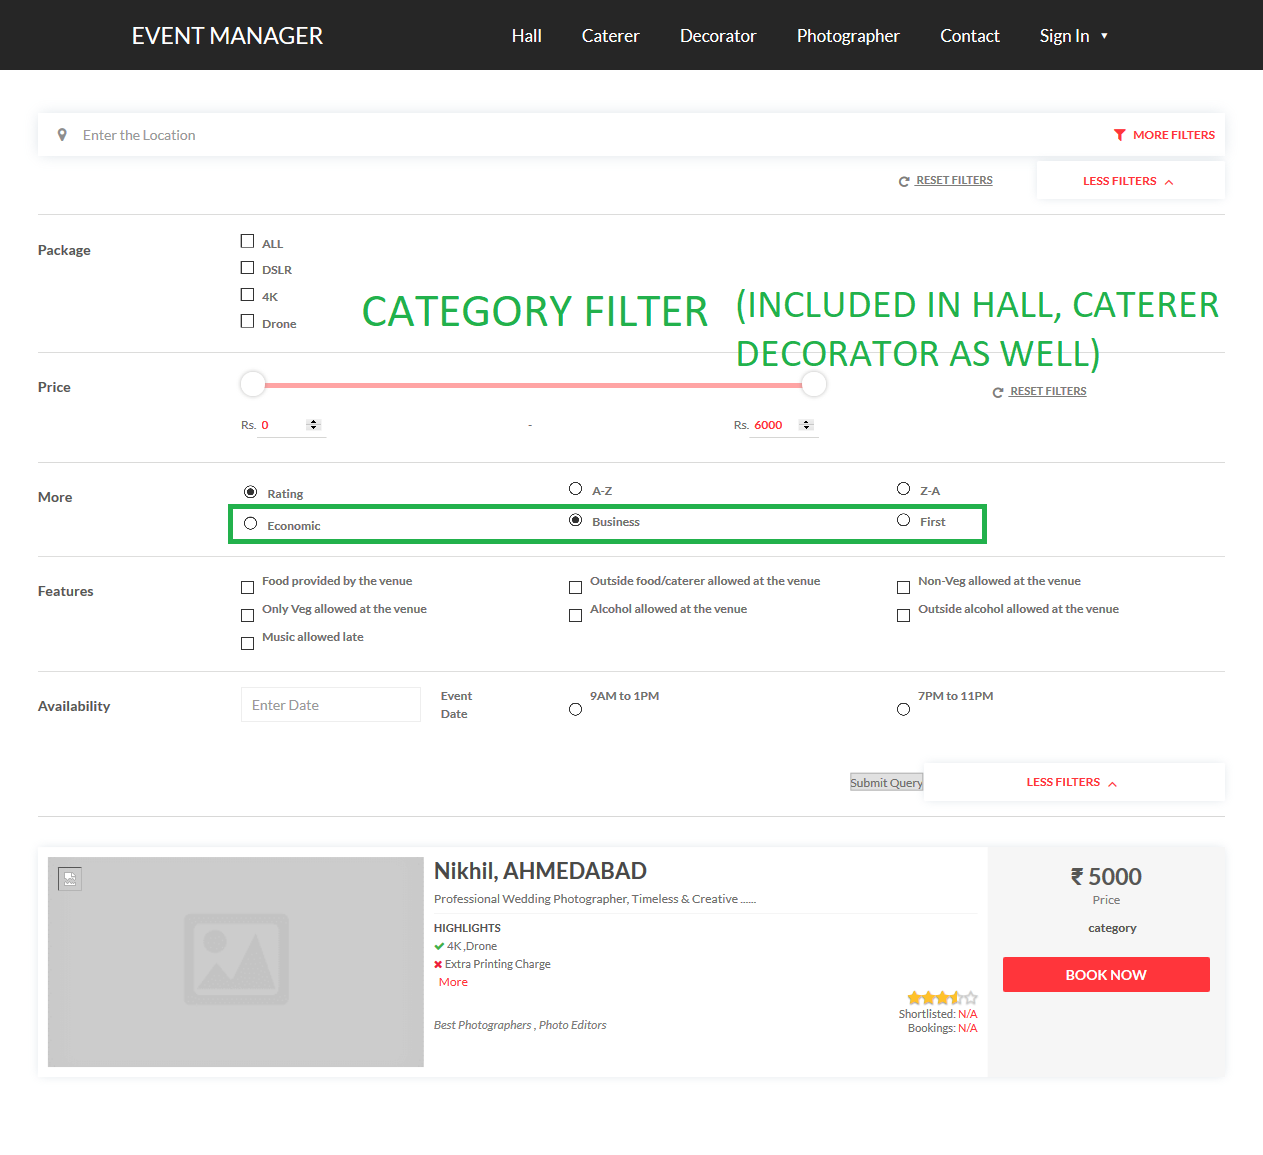 EVENT MANAGER Hall Caterer Decorator Photographer Contact Sign In ▼
Enter the Location MORE FILTERS
RESET FILTERS LESS FILTERS
Package
ALL
DSLR
4K
Drone
CATEGORY FILTER (INCLUDED IN HALL, CATERER
DECORATOR AS WELL)
Price
RESET FILTERS
Rs. 0 - Rs. 6000
More
Rating A-Z Z-A
Economic Business First
Features
Food provided by the venue Outside food/caterer allowed at the venue Non-Veg allowed at the venue
Only Veg allowed at the venue Alcohol allowed at the venue Outside alcohol allowed at the venue
Music allowed late
Availability Enter Date Event 9AM to 1PM 7PM to 11PM
Date
Submit Query LESS FILTERS
Nikhil, AHMEDABAD
Professional Wedding Photographer, Timeless & Creative ......
HIGHLIGHTS
4K ,Drone
Extra Printing Charge
More
Best Photographers , Photo Editors
Shortlisted: N/A
Bookings: N/A
₹ 5000
Price
category
BOOK NOW